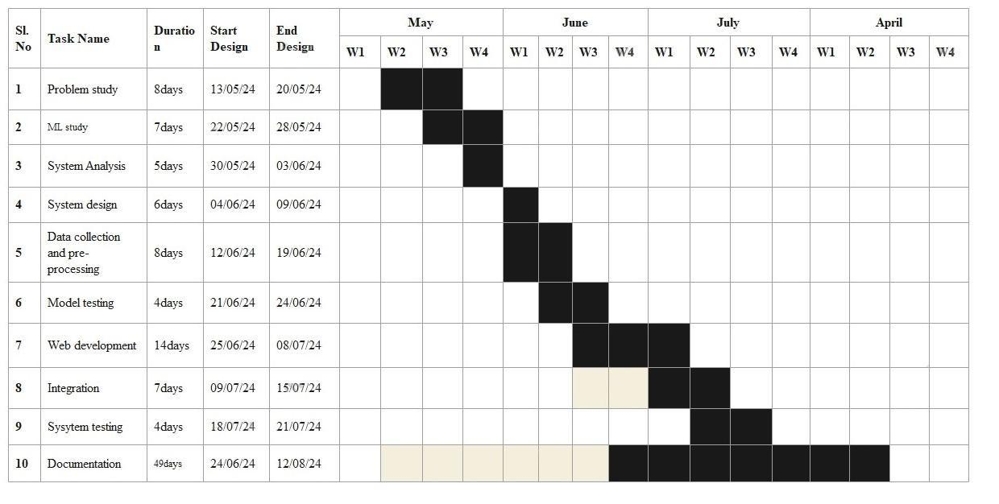 Sl. No Task Name Duration Start Design End Design May June July April
W1 W2 W3 W4 W1 W2 W3 W4 W1 W2 W3 W4 W1 W2 W3 W4
1 Problem study 8days 13/05/24 20/05/24
2 ML study 7days 22/05/24 28/05/24
3 System Analysis 5days 30/05/24 03/06/24
4 System design 6days 04/06/24 09/06/24
5 Data collection and pre-processing 8days 12/06/24 19/06/24
6 Model testing 4days 21/06/24 24/06/24
7 Web development 14days 25/06/24 08/07/24
8 Integration 7days 09/07/24 15/07/24
9 Sysytem testing 4days 18/07/24 21/07/24
10 Documentation 49days 24/06/24 12/08/24